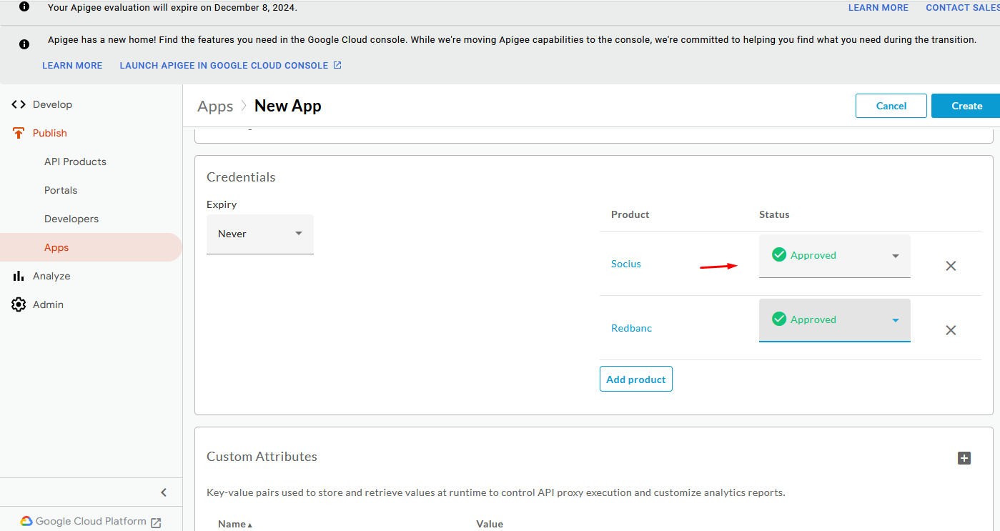 Your Apigee evaluation will expire on December 8, 2024.
LEARN MORE
CONTACT SALES
Apigee has a new home! Find the features you need in the Google Cloud console. While we're moving Apigee capabilities to the console, we're committed to helping you find what you need during the transition.
LEARN MORE
LAUNCH APIGEE IN GOOGLE CLOUD CONSOLE
Develop
Publish
API Products
Portals
Developers
Apps
Analyze
Admin
Google Cloud Platform
Apps
New App
Cancel
Create
Credentials
Expiry
Never
Product
Status
Socius
Approved
Redbanc
Approved
Add product
Custom Attributes
Key-value pairs used to store and retrieve values at runtime to control API proxy execution and customize analytics reports.
Name▲
Value